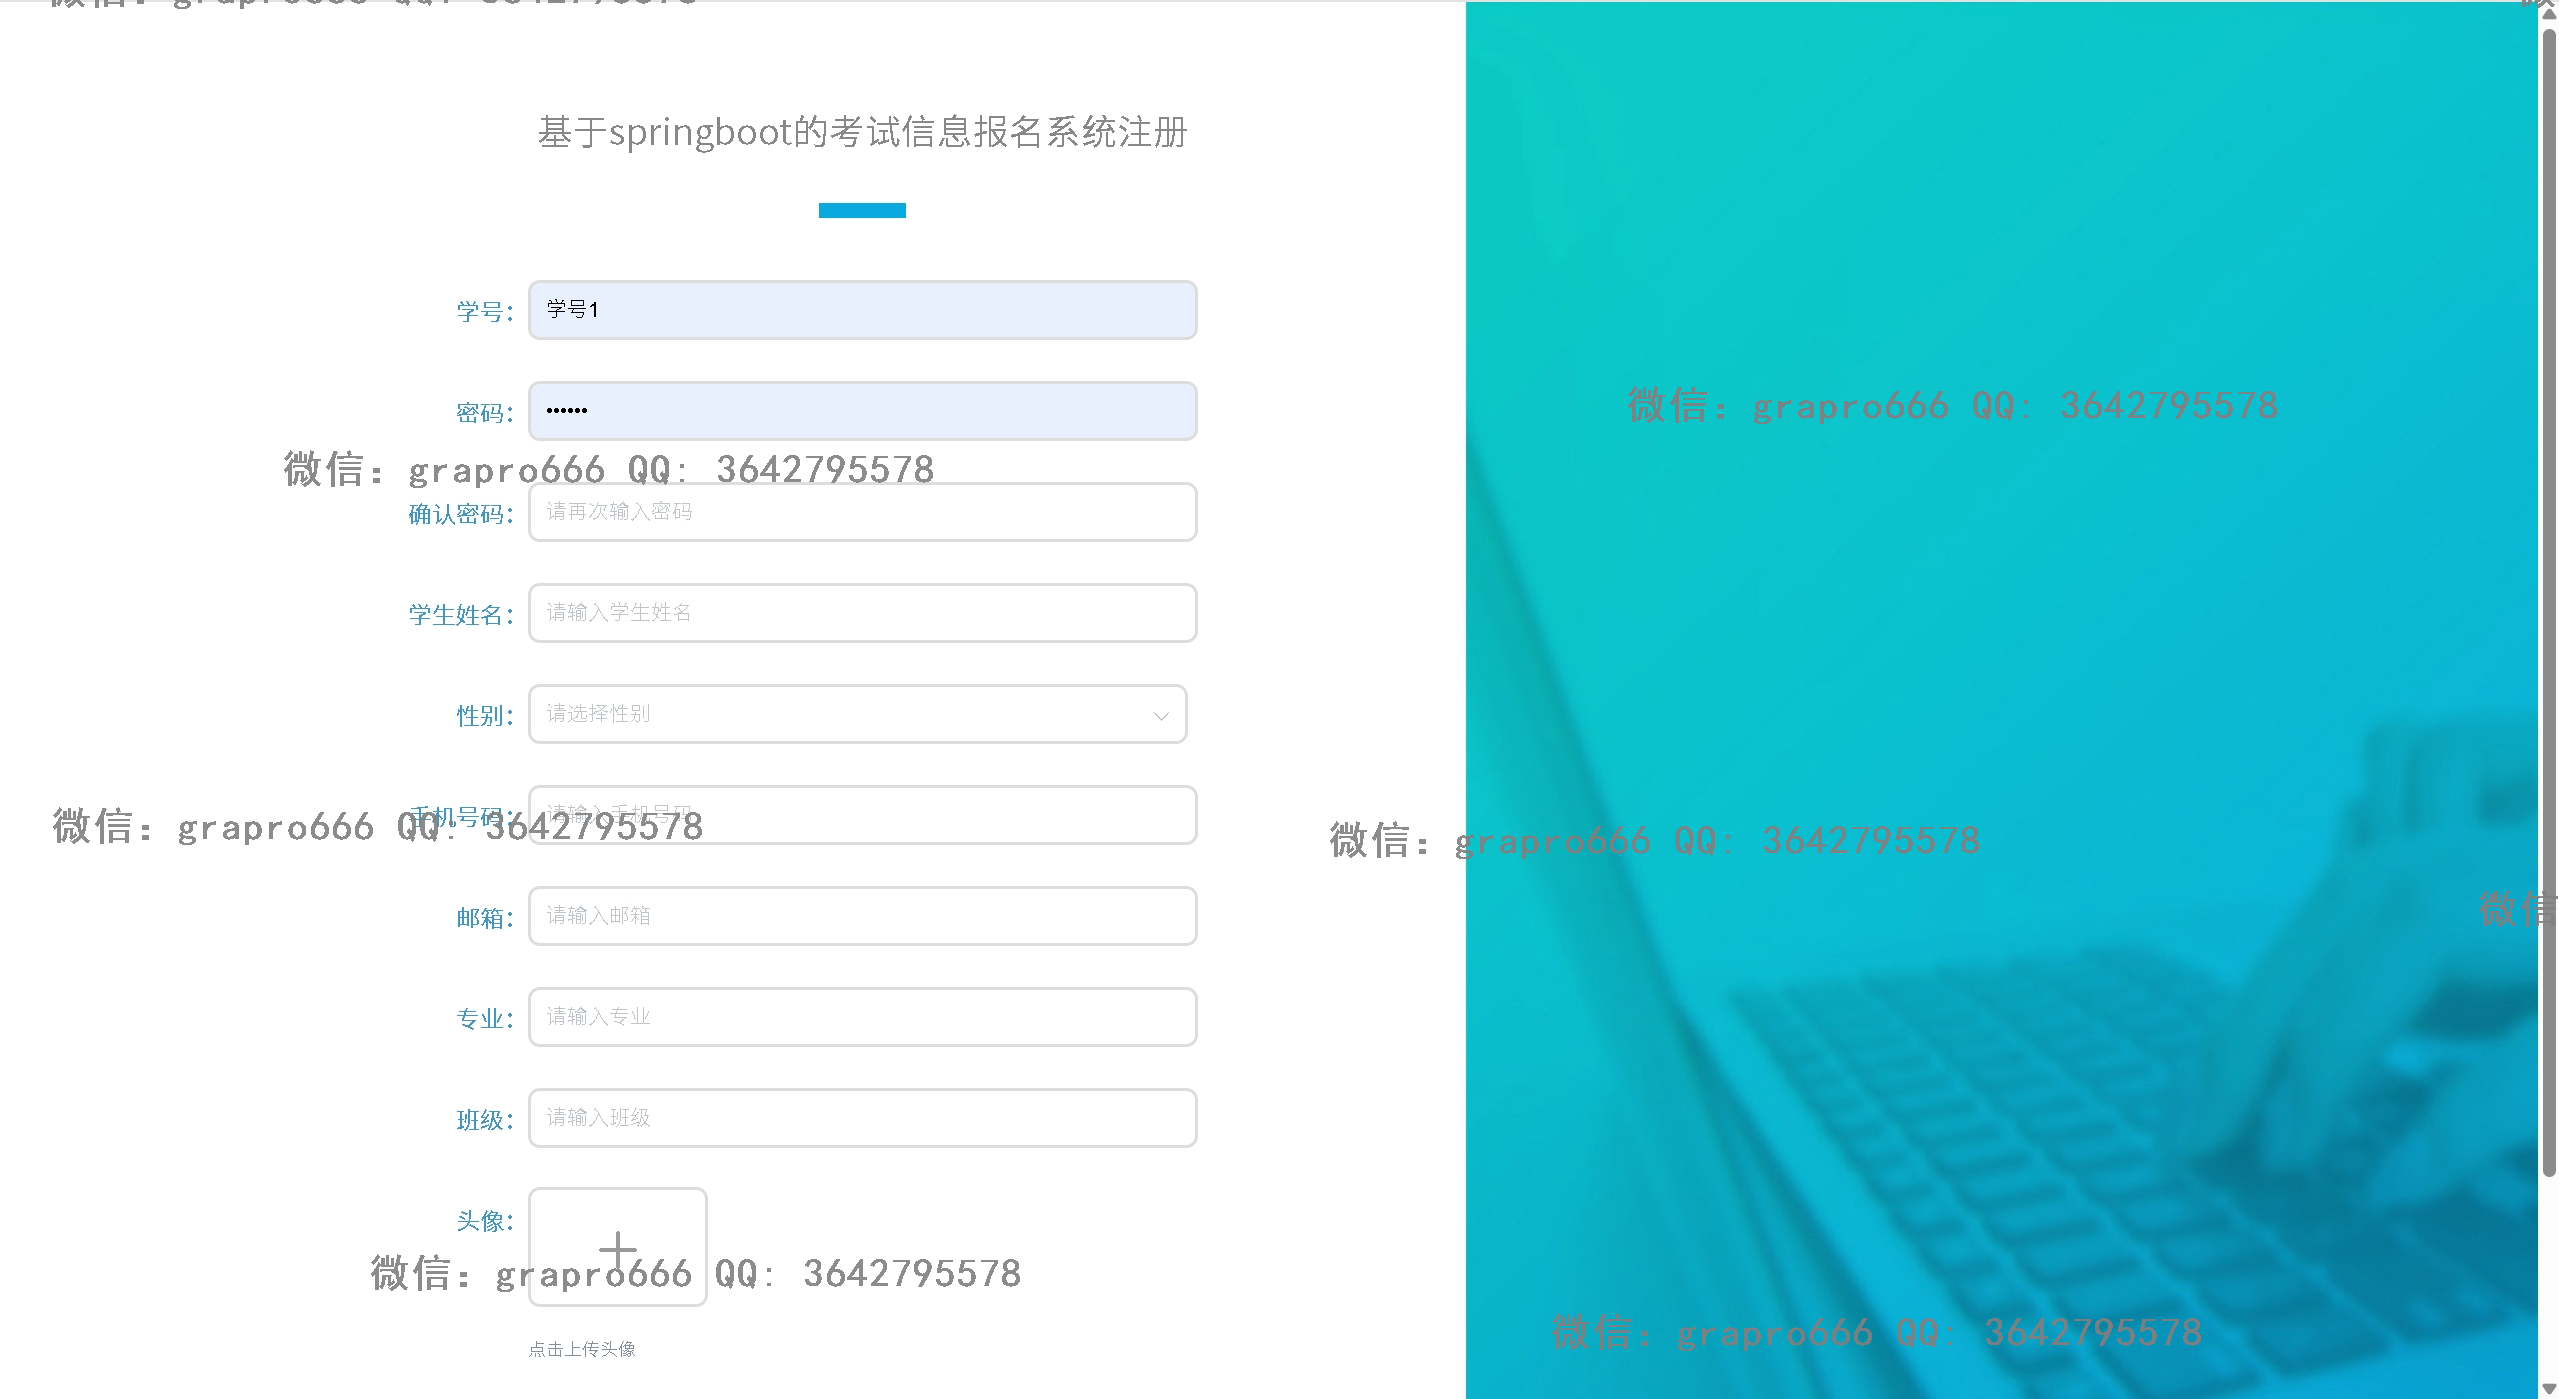 基于springboot的考试信息报名系统注册
学号：
学号1
密码：
••••••
微信：grapro666 QQ: 3642795578
微信：grapro666 QQ: 3642795578
确认密码：
请再次输入密码
学生姓名：
请输入学生姓名
性别：
请选择性别
手机号码：
请输入手机号码
微信：grapro666 QQ: 3642795578
微信：grapro666 QQ: 3642795578
邮箱：
请输入邮箱
微信
专业：
请输入专业
班级：
请输入班级
头像：
微信：grapro666 QQ: 3642795578
微信：grapro666 QQ: 3642795578
点击上传头像